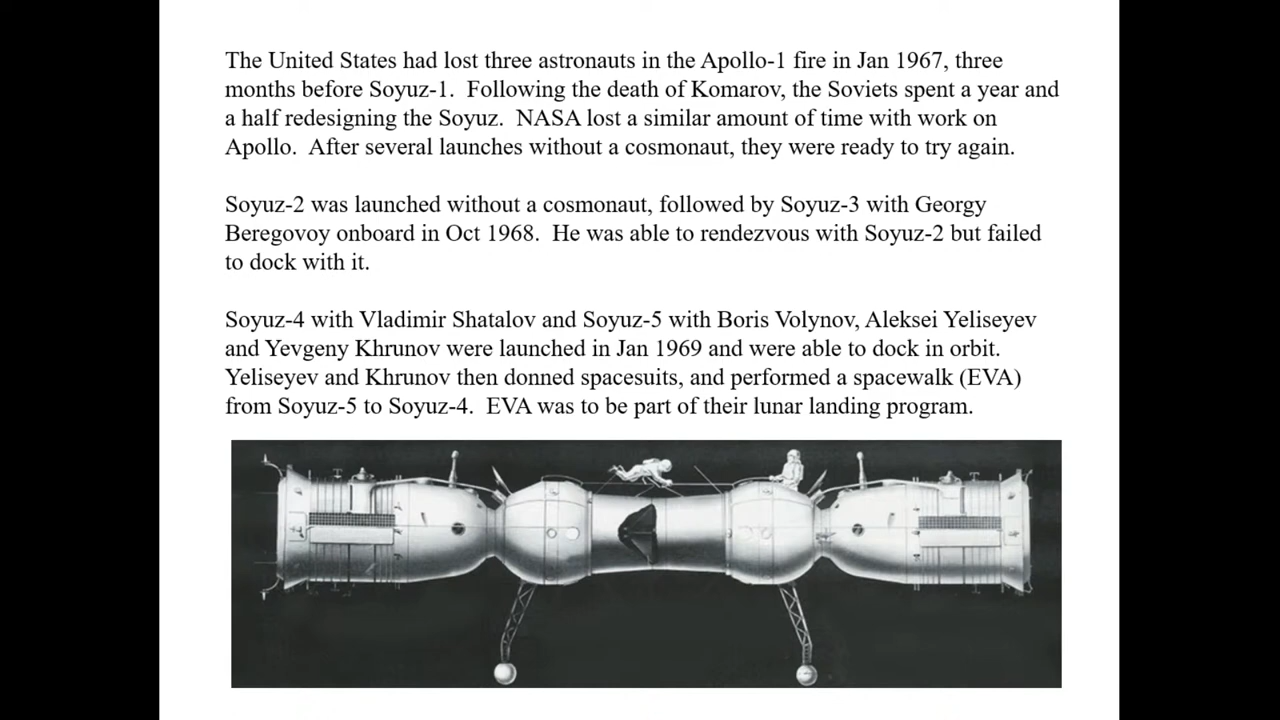 The United States had lost three astronauts in the Apollo-1 fire in Jan 1967, three
months before Soyuz-1.  Following the death of Komarov, the Soviets spent a year and
a half redesigning the Soyuz.  NASA lost a similar amount of time with work on
Apollo.  After several launches without a cosmonaut, they were ready to try again.
Soyuz-2 was launched without a cosmonaut, followed by Soyuz-3 with Georgy
Beregovoy onboard in Oct 1968.  He was able to rendezvous with Soyuz-2 but failed
to dock with it.
Soyuz-4 with Vladimir Shatalov and Soyuz-5 with Boris Volynov, Aleksei Yeliseyev
and Yevgeny Khrunov were launched in Jan 1969 and were able to dock in orbit.
Yeliseyev and Khrunov then donned spacesuits, and performed a spacewalk (EVA)
from Soyuz-5 to Soyuz-4.  EVA was to be part of their lunar landing program.